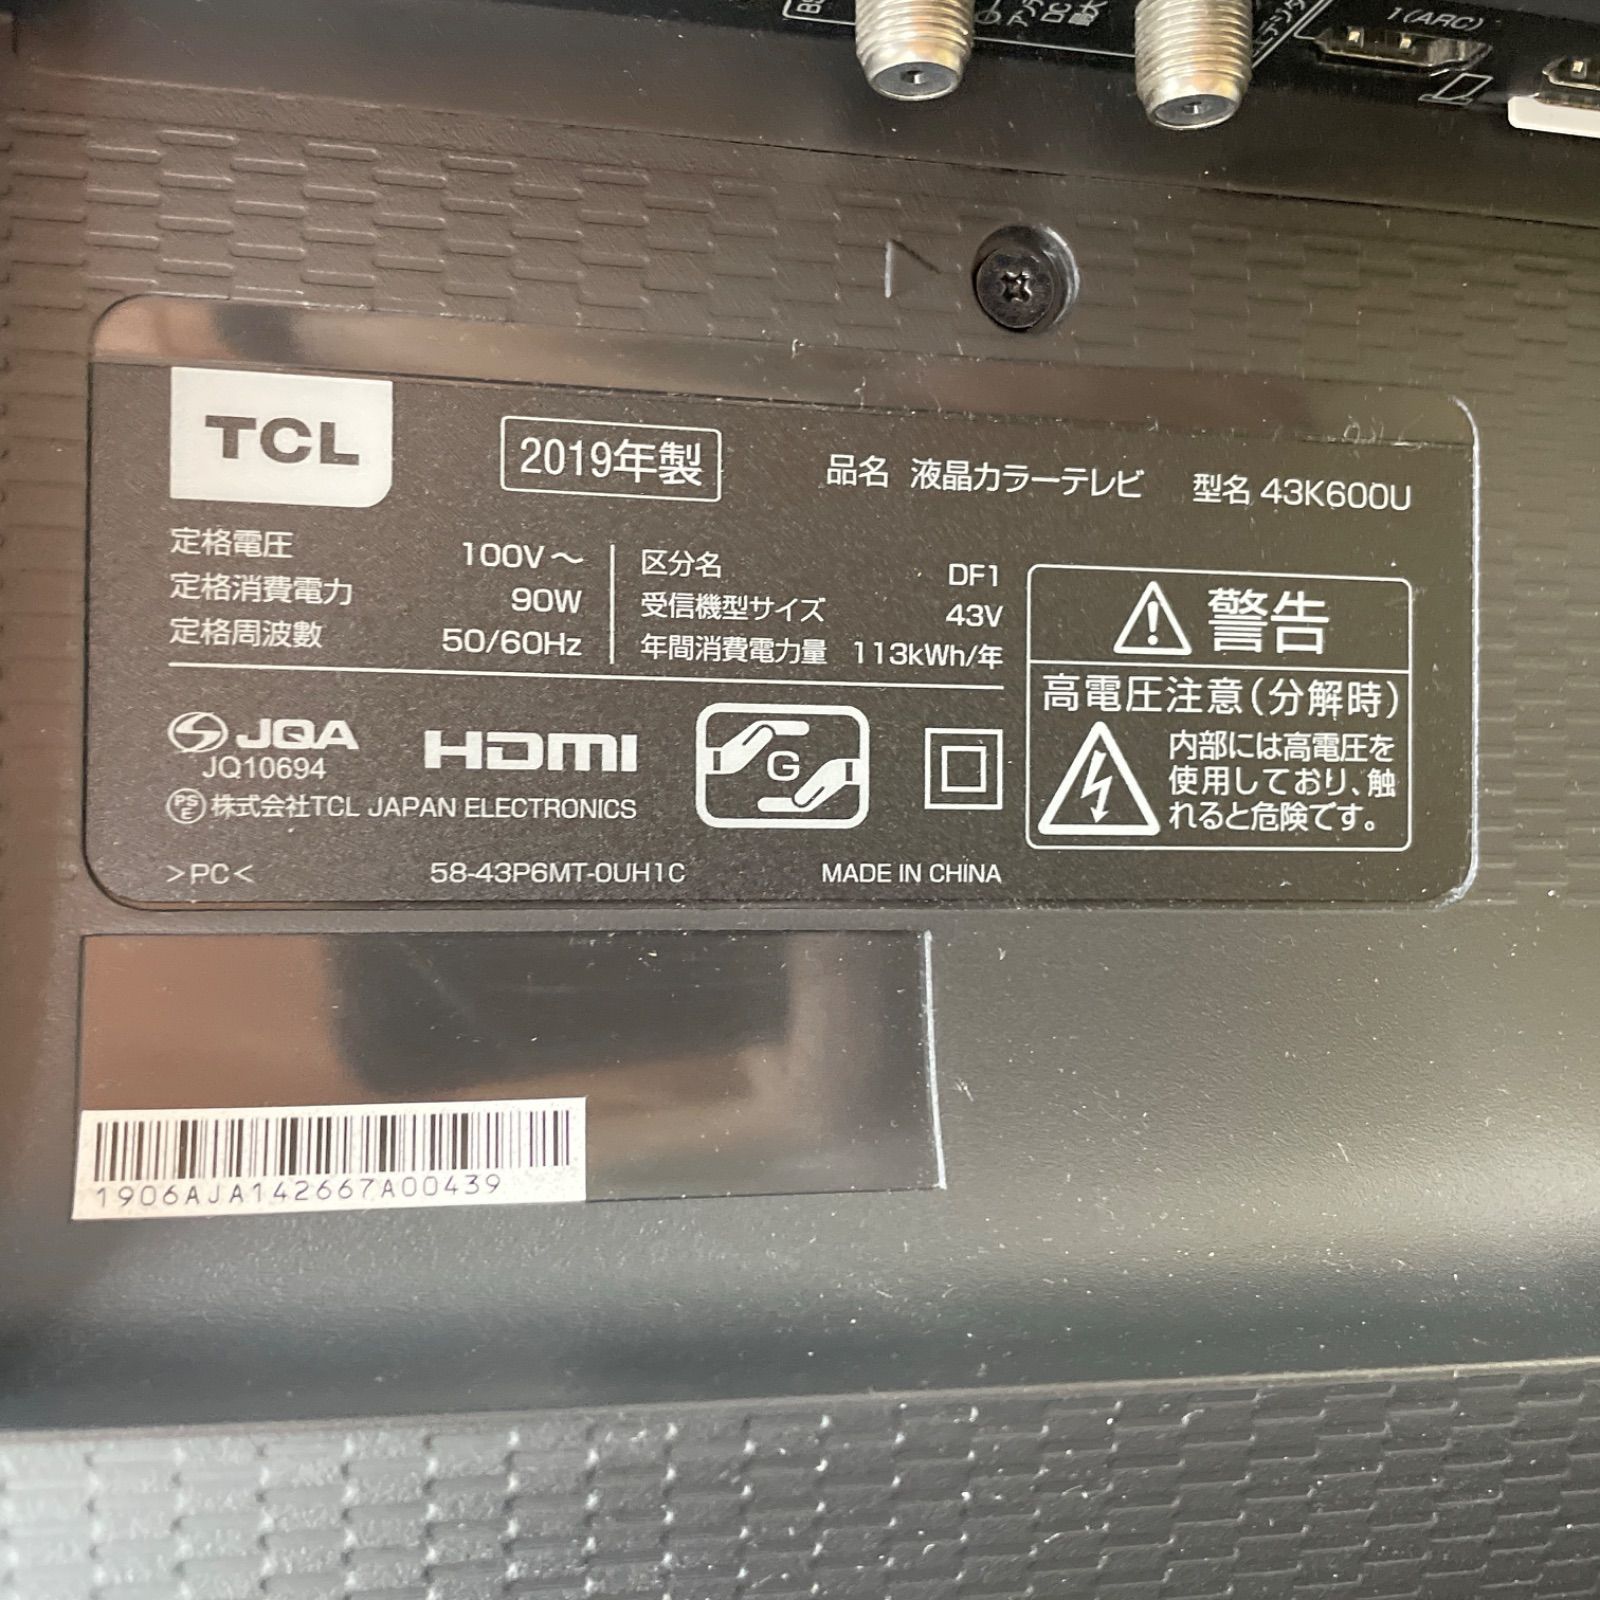 1(ARC)
TCL
2019年製
品名 液晶カラーテレビ
型名 43K600U
定格電圧 100V～
定格消費電力 90W
定格周波數 50/60Hz
区分名 DF1
受信機型サイズ 43V
年間消費電力量 113kWh/年
警告
高電圧注意(分解時)
内部には高電圧を
使用しており、触
れると危険です。
JQA
JQ10694
HDMI
G
PSE 株式会社TCL JAPAN ELECTRONICS
>PC<
58-43P6MT-0UH1C
MADE IN CHINA
1906AJA142667A00439